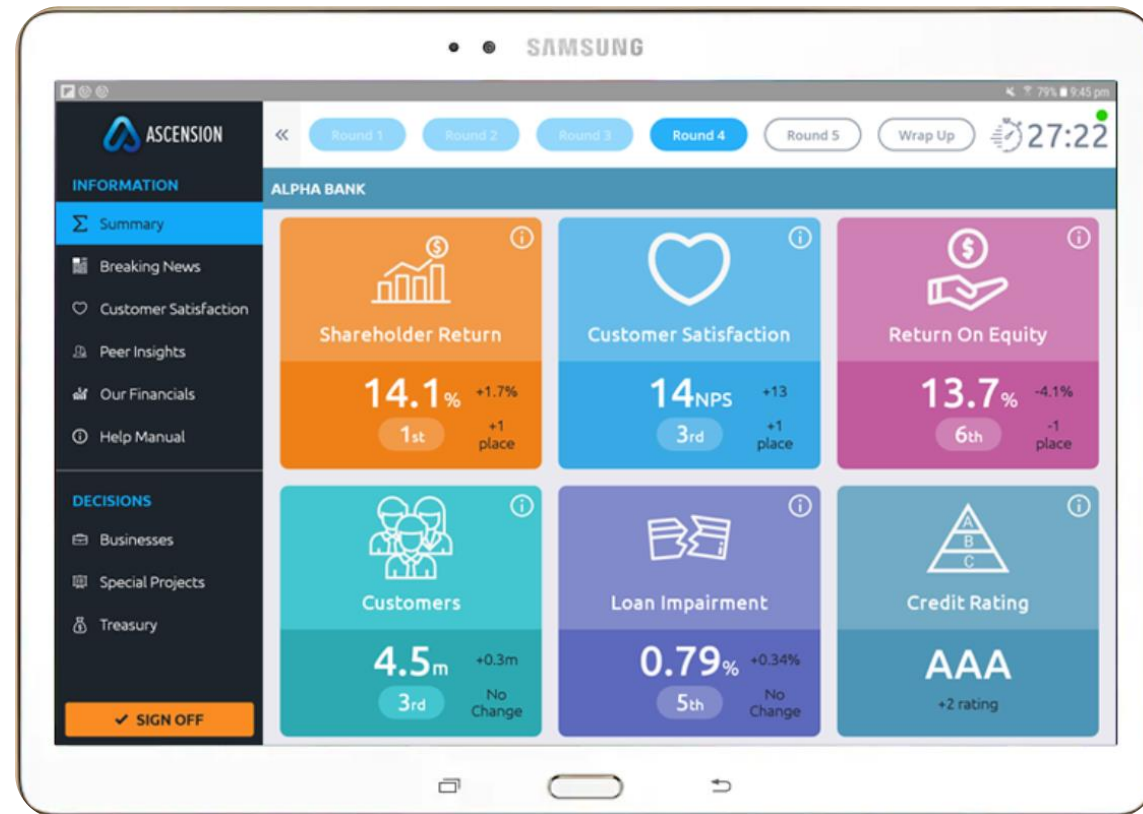 SAMSUNG
79% 9:45 pm
ASCENSION
Round 1
Round 2
Round 3
Round 4
Round 5
Wrap Up
27:22
INFORMATION
ALPHA BANK
Summary
Breaking News
Customer Satisfaction
Peer Insights
Our Financials
Help Manual
DECISIONS
Businesses
Special Projects
Treasury
SIGN OFF
Shareholder Return
14.1% +1.7%
1st +1
place
Customer Satisfaction
14NPS +13
3rd +1
place
Return On Equity
13.7% -4.1%
6th -1
place
Customers
4.5m +0.3m
3rd No
Change
Loan Impairment
0.79% +0.34%
5th No
Change
A
B
C
Credit Rating
AAA
+2 rating